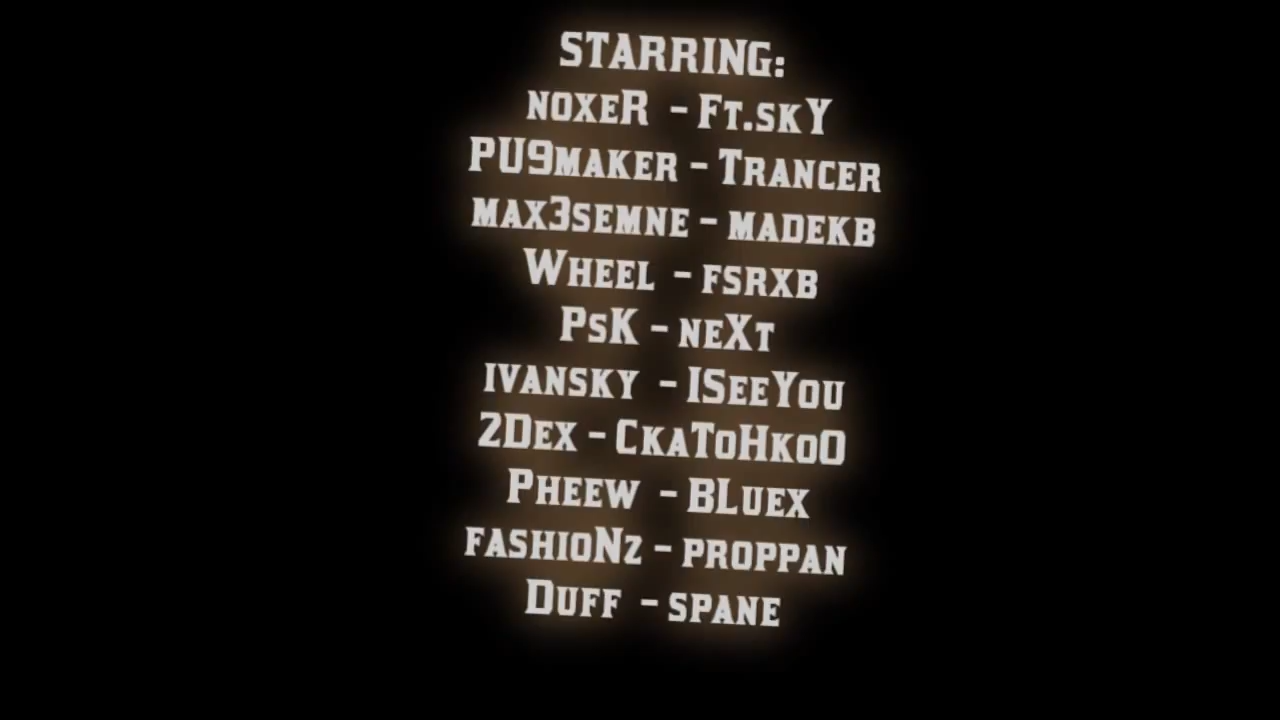 STARRING:
noxeR - Ft.skY
PU9maker - Trancer
max3semne - madekb
Wheel - fsrxb
PsK - neXt
ivansky - ISeeYou
2Dex - CkaToHkoO
Pheew - BLuex
fashioNz - proppan
Duff - spane